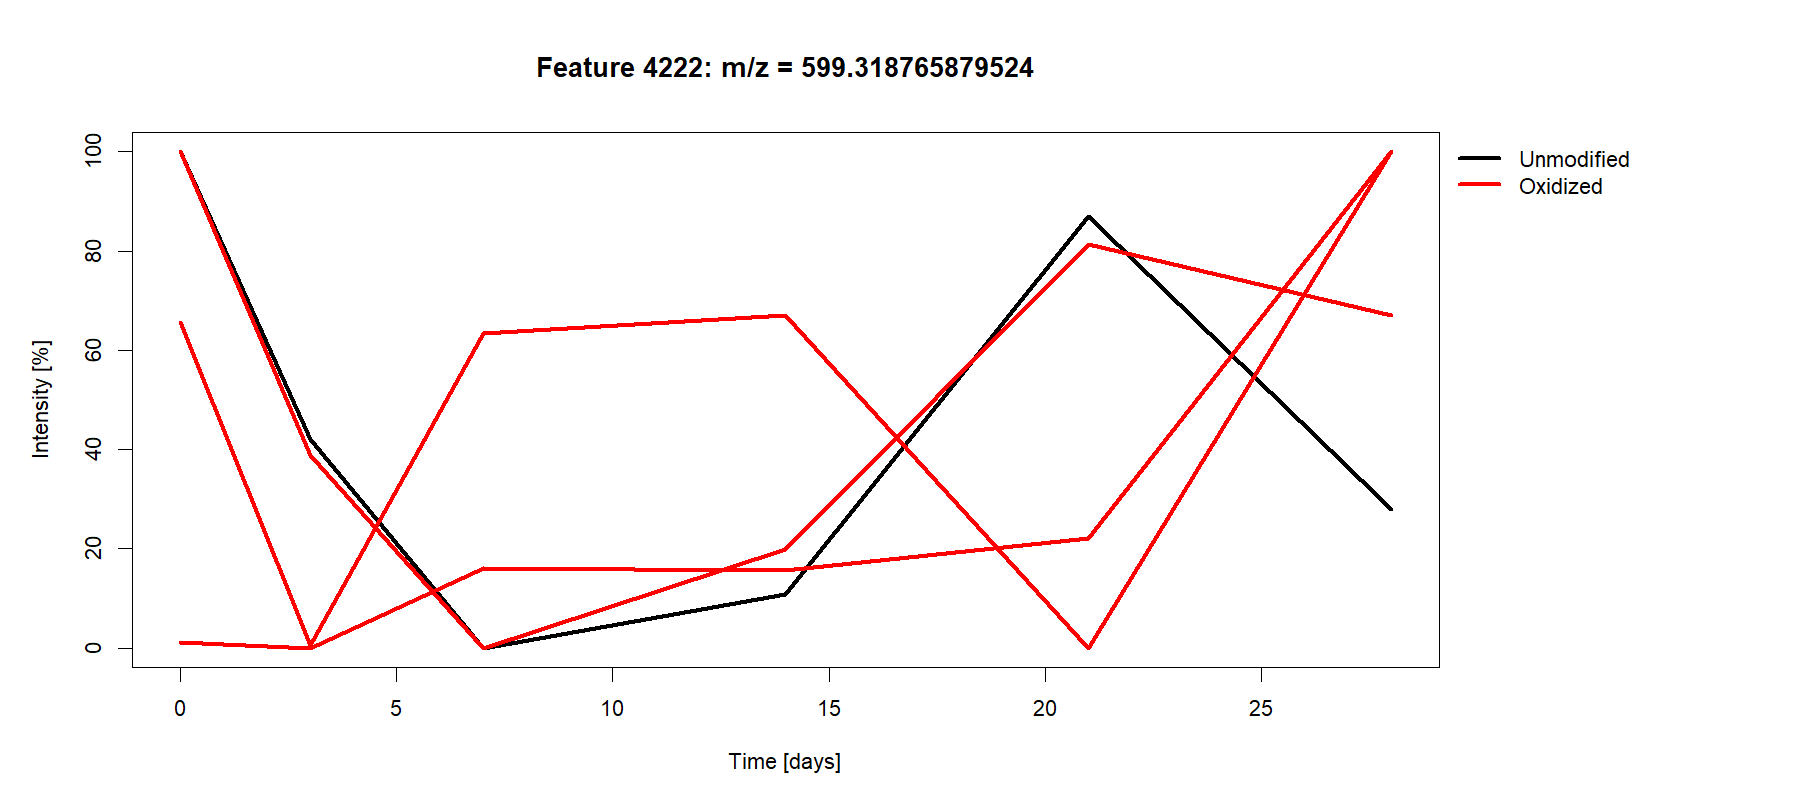 Feature 4222: m/z = 599.318765879524
Unmodified
Oxidized
Intensity [%]
100
80
60
40
20
0
0 5 10 15 20 25
Time [days]